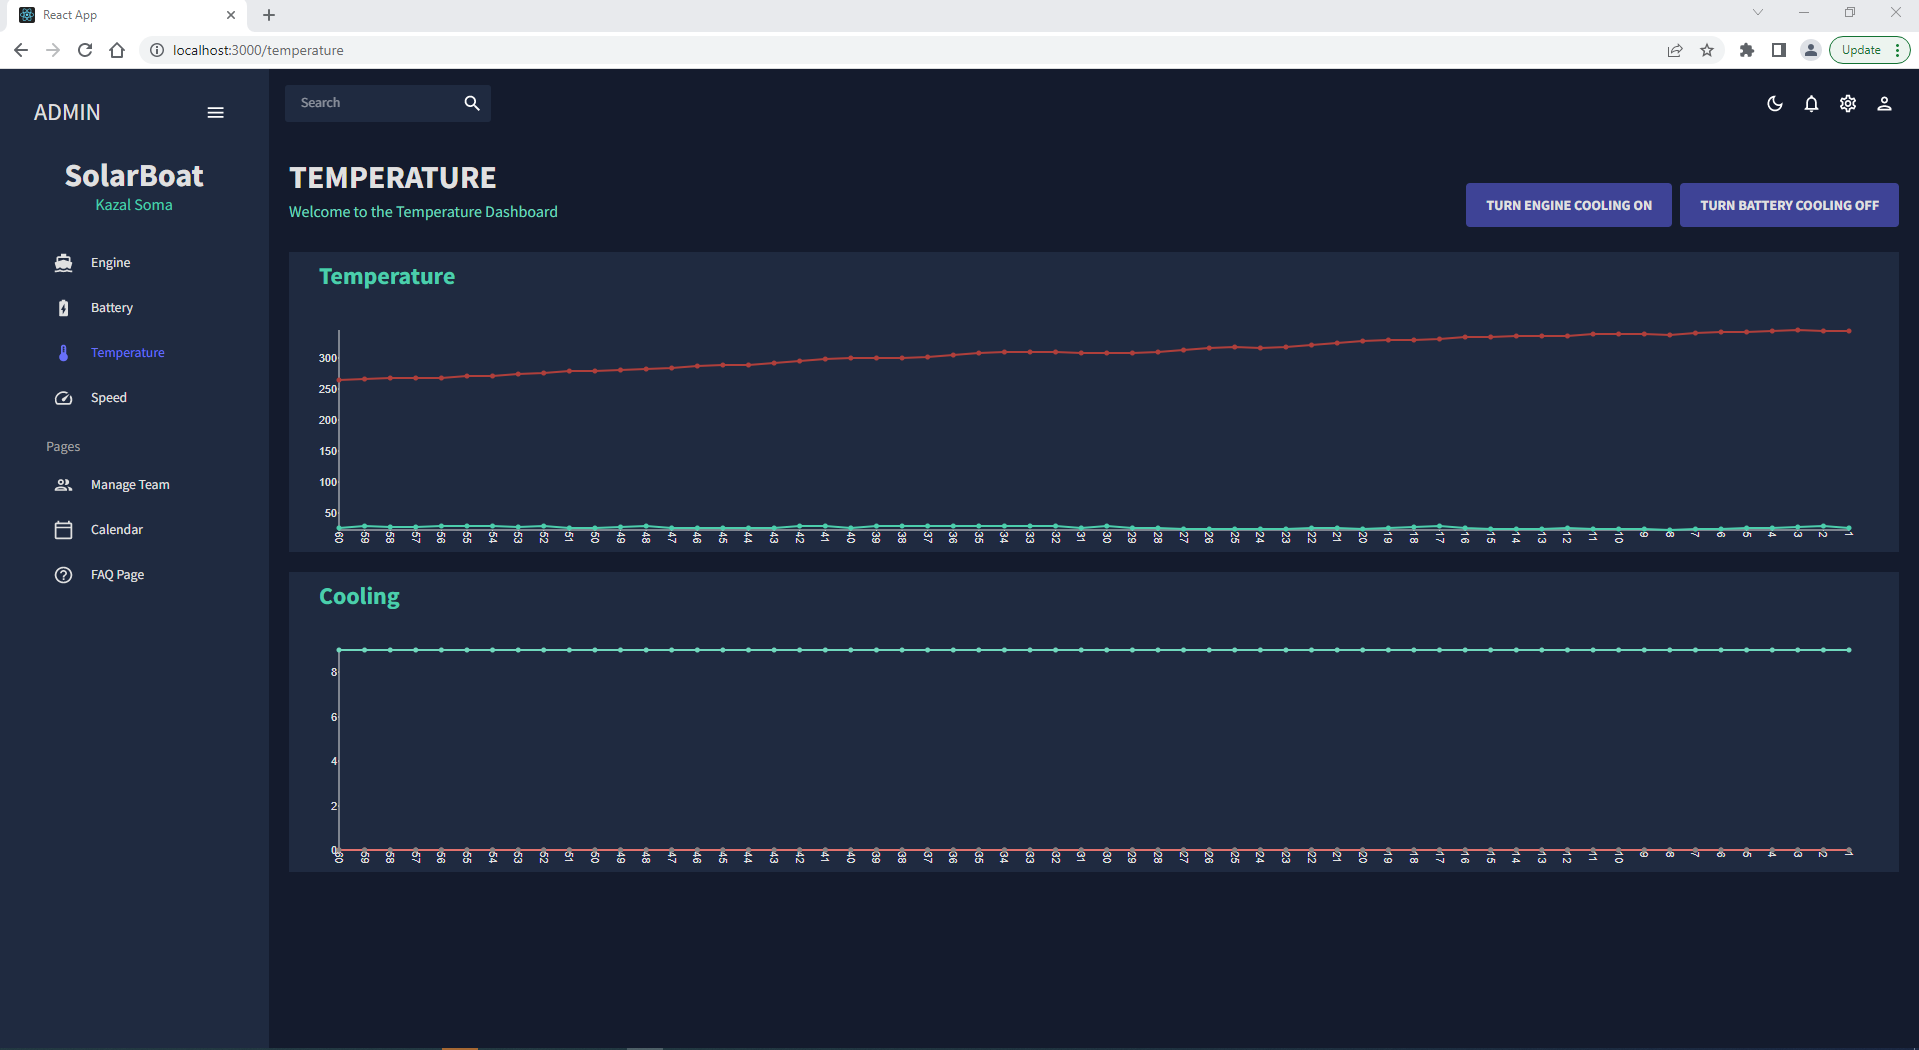 React App
localhost:3000/temperature
Update
ADMIN
Search
SolarBoat
Kazal Soma
Engine
Battery
Temperature
Speed
Pages
Manage Team
Calendar
FAQ Page
TEMPERATURE
Welcome to the Temperature Dashboard
TURN ENGINE COOLING ON
TURN BATTERY COOLING OFF
Temperature
300
250
200
150
100
50
60 59 58 57 56 55 54 53 52 51 50 49 48 47 46 45 44 43 42 41 40 39 38 37 36 35 34 33 32 31 30 29 28 27 26 25 24 23 22 21 20 19 18 17 16 15 14 13 12 11 10 9 8 7 6 5 4 3 2 1
Cooling
8
6
4
2
0
60 59 58 57 56 55 54 53 52 51 50 49 48 47 46 45 44 43 42 41 40 39 38 37 36 35 34 33 32 31 30 29 28 27 26 25 24 23 22 21 20 19 18 17 16 15 14 13 12 11 10 9 8 7 6 5 4 3 2 1